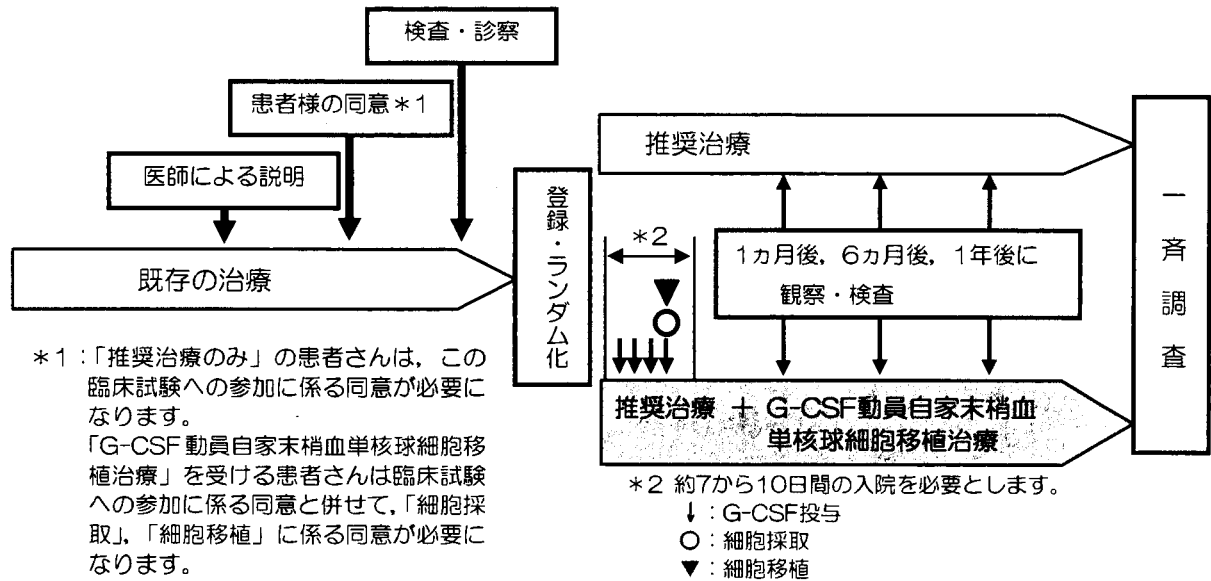 検査・診察
患者様の同意*1
医師による説明
既存の治療
登録・ランダム化
推奨治療
*2
1ヵ月後,6ヵ月後,1年後に
観察・検査
推奨治療 + G-CSF動員自家末梢血
単核球細胞移植治療
一斉調査
*1:「推奨治療のみ」の患者さんは,この
臨床試験への参加に係る同意が必要に
なります。
「G-CSF動員自家末梢血単核球細胞移
植治療」を受ける患者さんは臨床試験
への参加に係る同意と併せて,「細胞採
取」,「細胞移植」に係る同意が必要に
なります。
*2 約7から10日間の入院を必要とします。
↓:G-CSF投与
○:細胞採取
▼:細胞移植